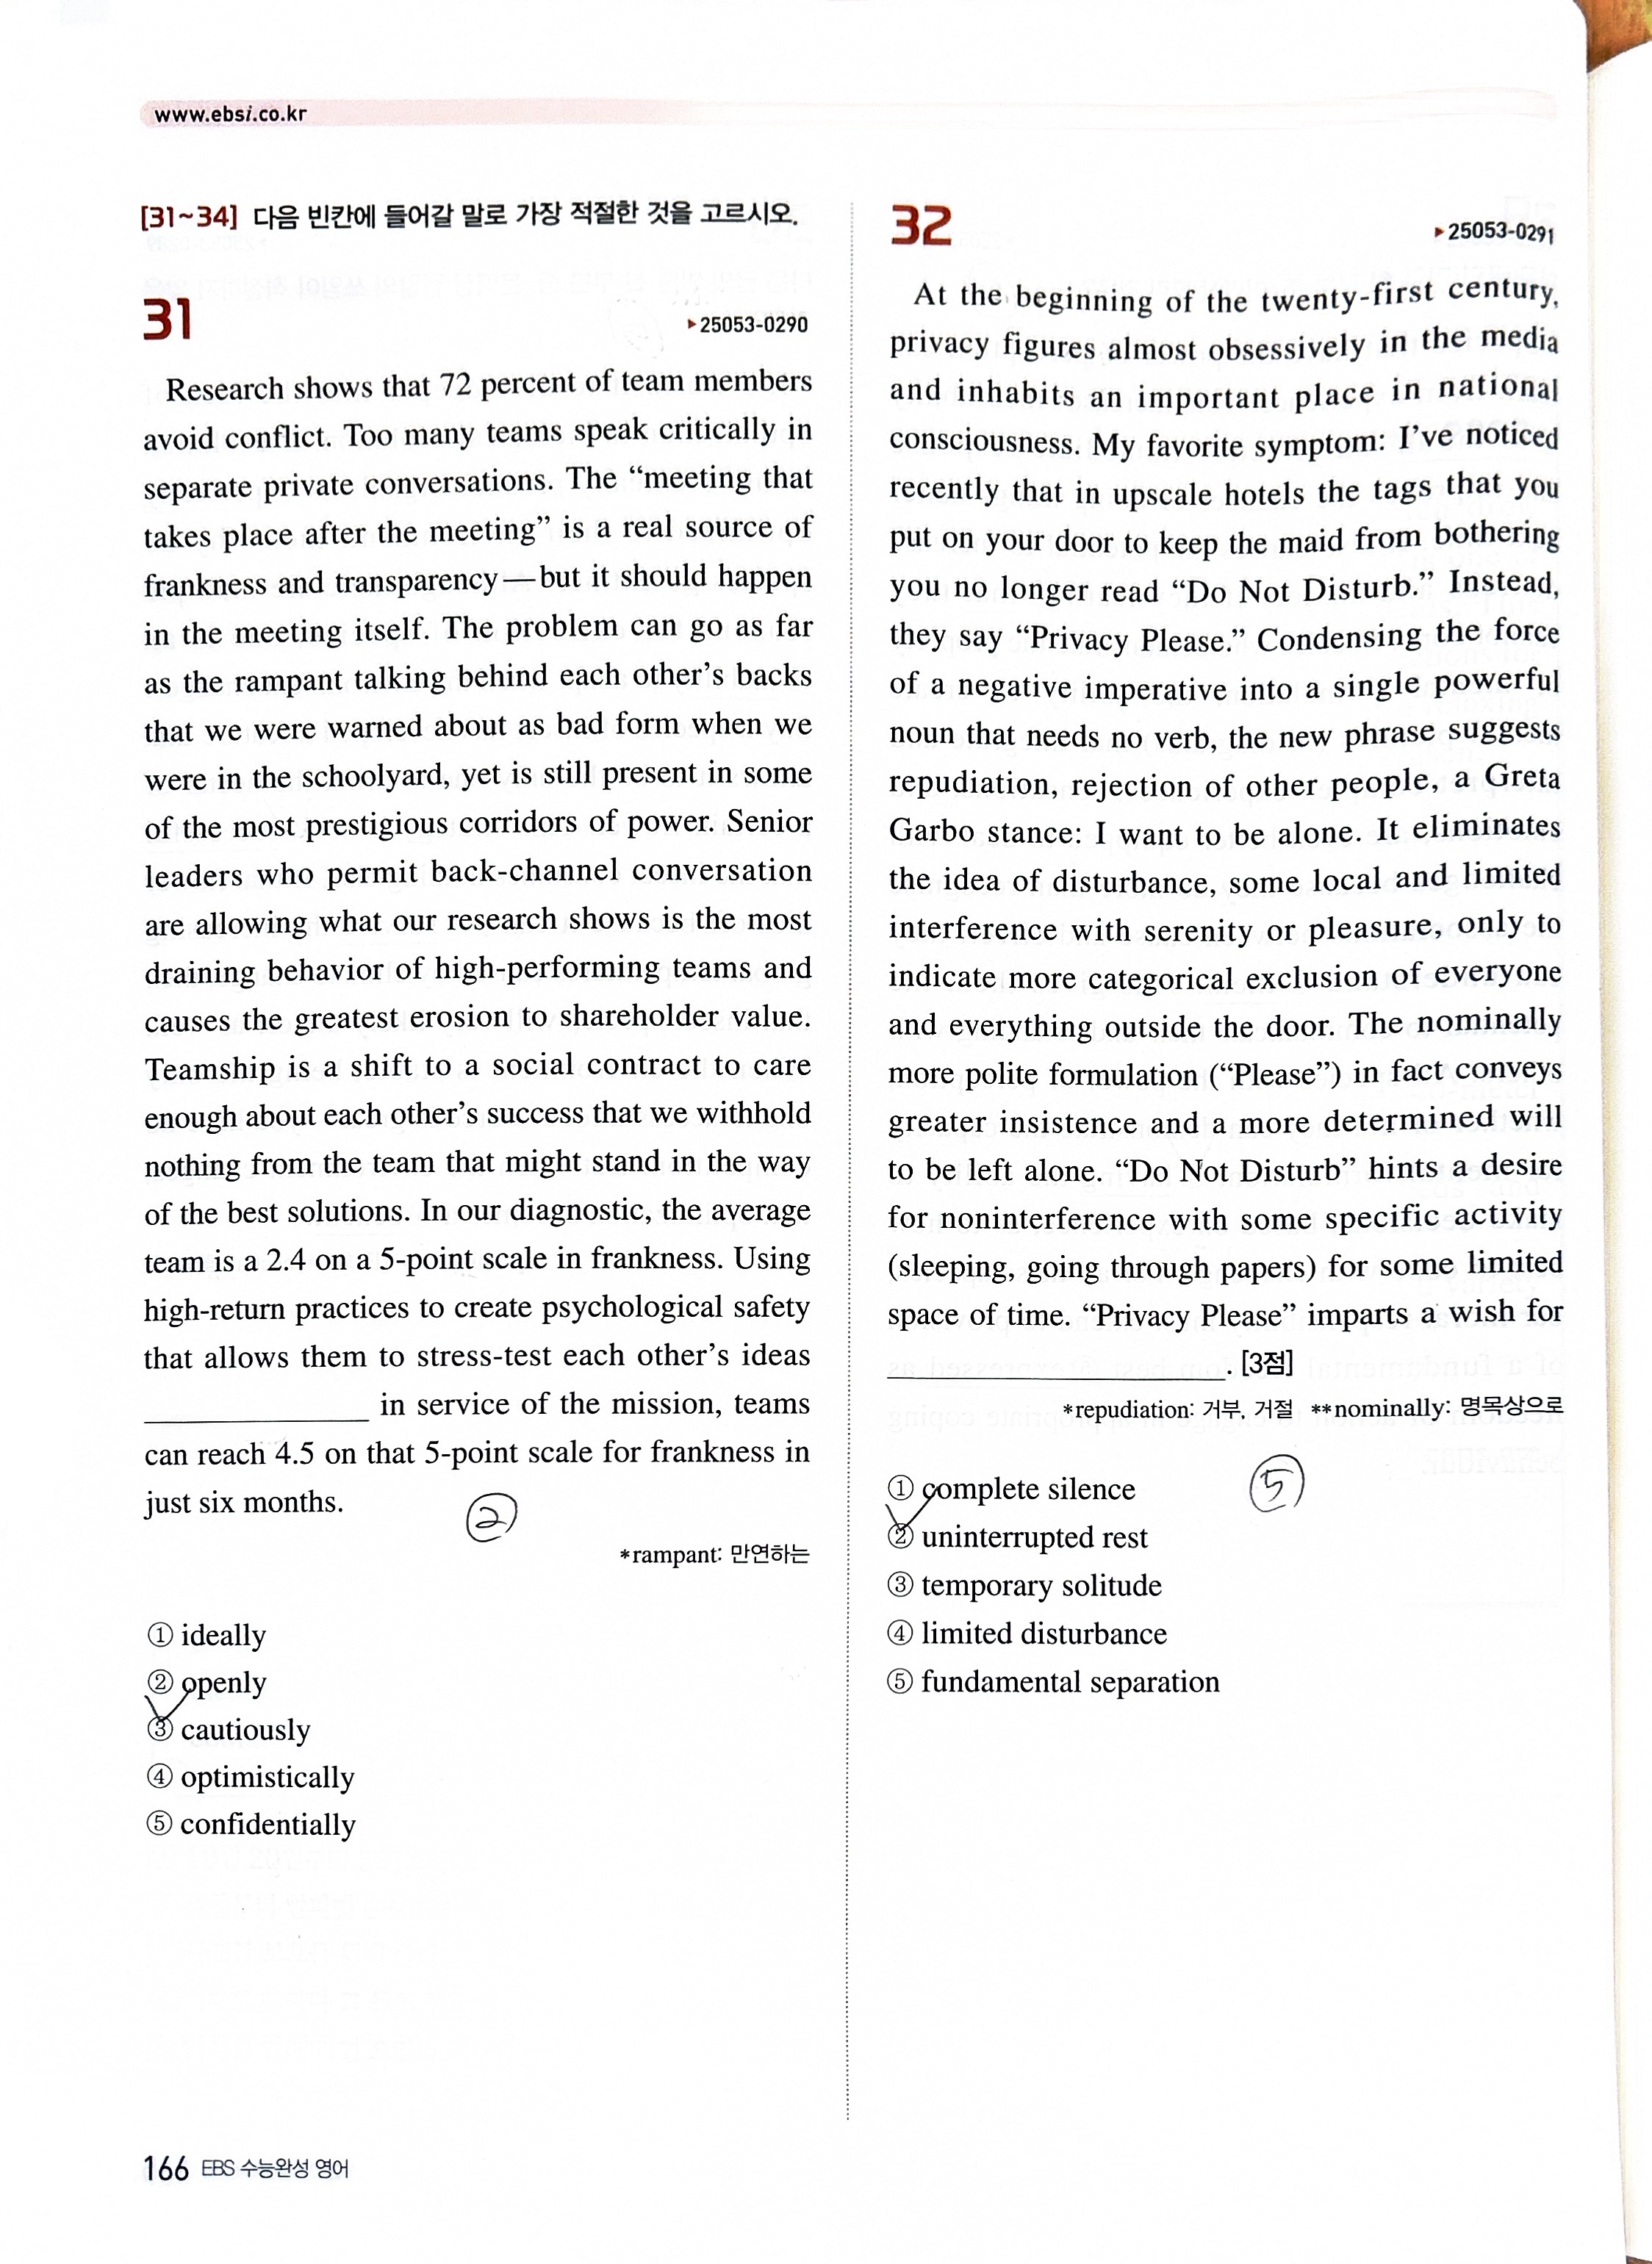 www.ebsi.co.kr
[31~34] 다음 빈칸에 들어갈 말로 가장 적절한 것을 고르시오.
31
▸25053-0290
Research shows that 72 percent of team members
avoid conflict. Too many teams speak critically in
separate private conversations. The “meeting that
takes place after the meeting” is a real source of
frankness and transparency—but it should happen
in the meeting itself. The problem can go as far
as the rampant talking behind each other’s backs
that we were warned about as bad form when we
were in the schoolyard, yet is still present in some
of the most prestigious corridors of power. Senior
leaders who permit back-channel conversation
are allowing what our research shows is the most
draining behavior of high-performing teams and
causes the greatest erosion to shareholder value.
Teamship is a shift to a social contract to care
enough about each other’s success that we withhold
nothing from the team that might stand in the way
of the best solutions. In our diagnostic, the average
team is a 2.4 on a 5-point scale in frankness. Using
high-return practices to create psychological safety
that allows them to stress-test each other’s ideas
_______________ in service of the mission, teams
can reach 4.5 on that 5-point scale for frankness in
just six months.
②
*rampant: 만연하는
① ideally
② openly
③ cautiously
④ optimistically
⑤ confidentially
32
▸25053-0291
At the beginning of the twenty-first century,
privacy figures almost obsessively in the media
and inhabits an important place in national
consciousness. My favorite symptom: I’ve noticed
recently that in upscale hotels the tags that you
put on your door to keep the maid from bothering
you no longer read “Do Not Disturb.” Instead,
they say “Privacy Please.” Condensing the force
of a negative imperative into a single powerful
noun that needs no verb, the new phrase suggests
repudiation, rejection of other people, a Greta
Garbo stance: I want to be alone. It eliminates
the idea of disturbance, some local and limited
interference with serenity or pleasure, only to
indicate more categorical exclusion of everyone
and everything outside the door. The nominally
more polite formulation (“Please”) in fact conveys
greater insistence and a more determined will
to be left alone. “Do Not Disturb” hints a desire
for noninterference with some specific activity
(sleeping, going through papers) for some limited
space of time. “Privacy Please” imparts a wish for
_______________________. [3점]
*repudiation: 거부, 거절 **nominally: 명목상으로
⑤
① complete silence
② uninterrupted rest
③ temporary solitude
④ limited disturbance
⑤ fundamental separation
166 EBS 수능완성 영어